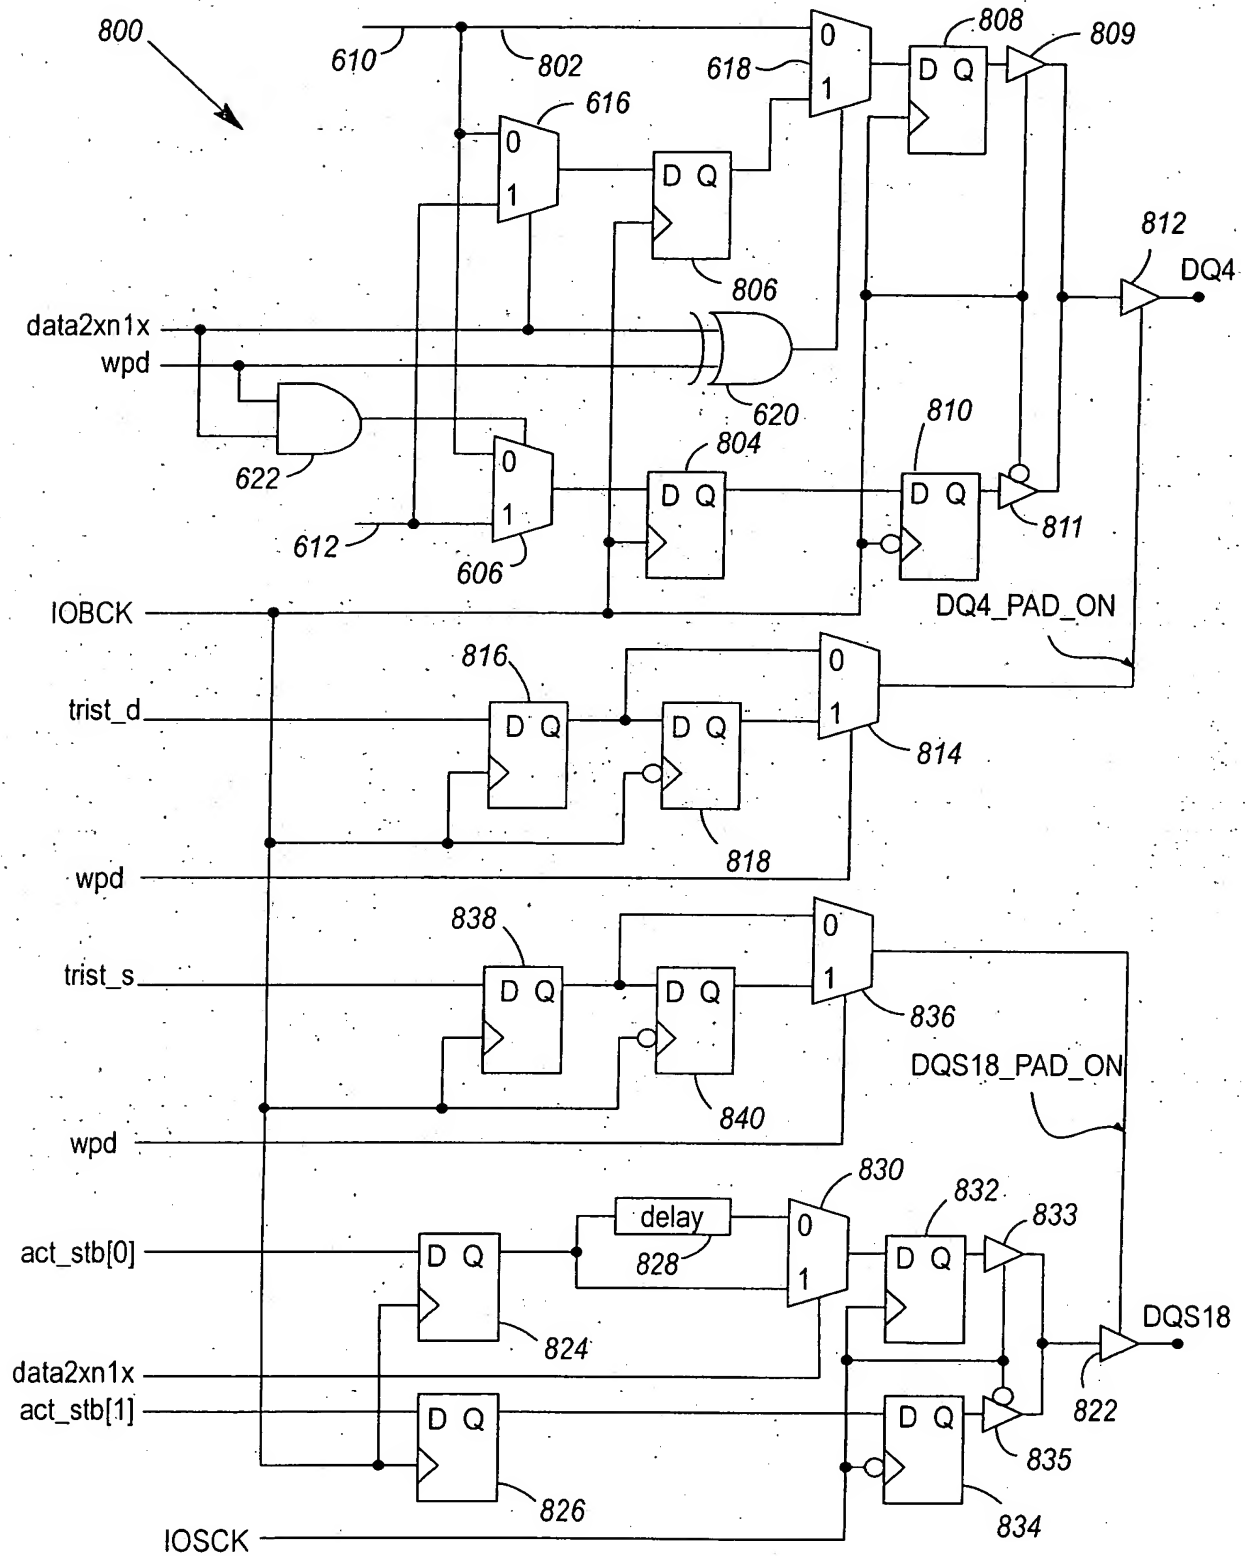 800
610
802
0
1
618
808
D Q
809
616
0
1
D Q
806
812
DQ4
data2xn1x
wpd
620
622
0
1
606
804
D Q
810
D Q
811
612
IOBCK
DQ4_PAD_ON
816
trist_d
D Q
D Q
0
1
814
818
wpd
838
trist_s
D Q
D Q
0
1
836
DQS18_PAD_ON
840
wpd
830
832
833
act_stb[0]
D Q
delay
828
0
1
D Q
824
DQS18
data2xn1x
act_stb[1]
D Q
D Q
822
835
826
834
IOSCK